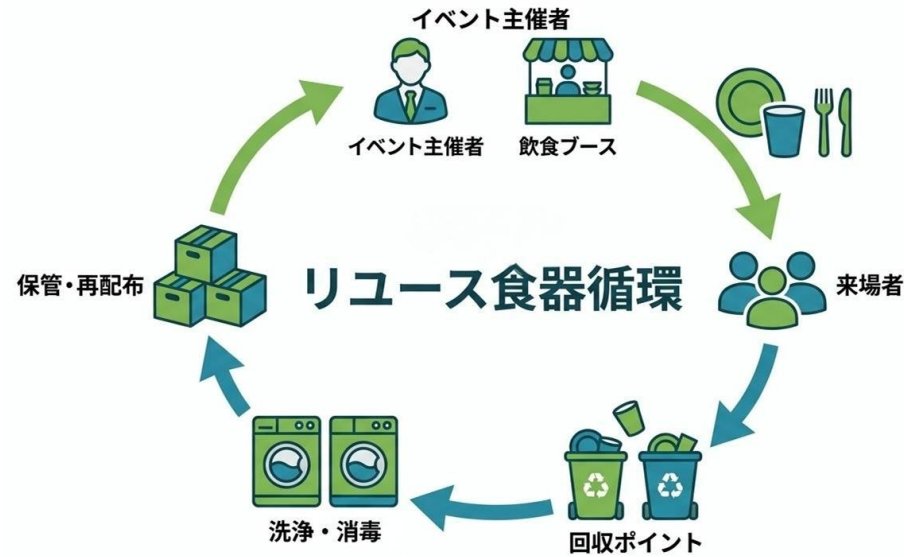 イベント主催者
イベント主催者
飲食ブース
保管・再配布
リユース食器循環
来場者
洗浄・消毒
回収ポイント